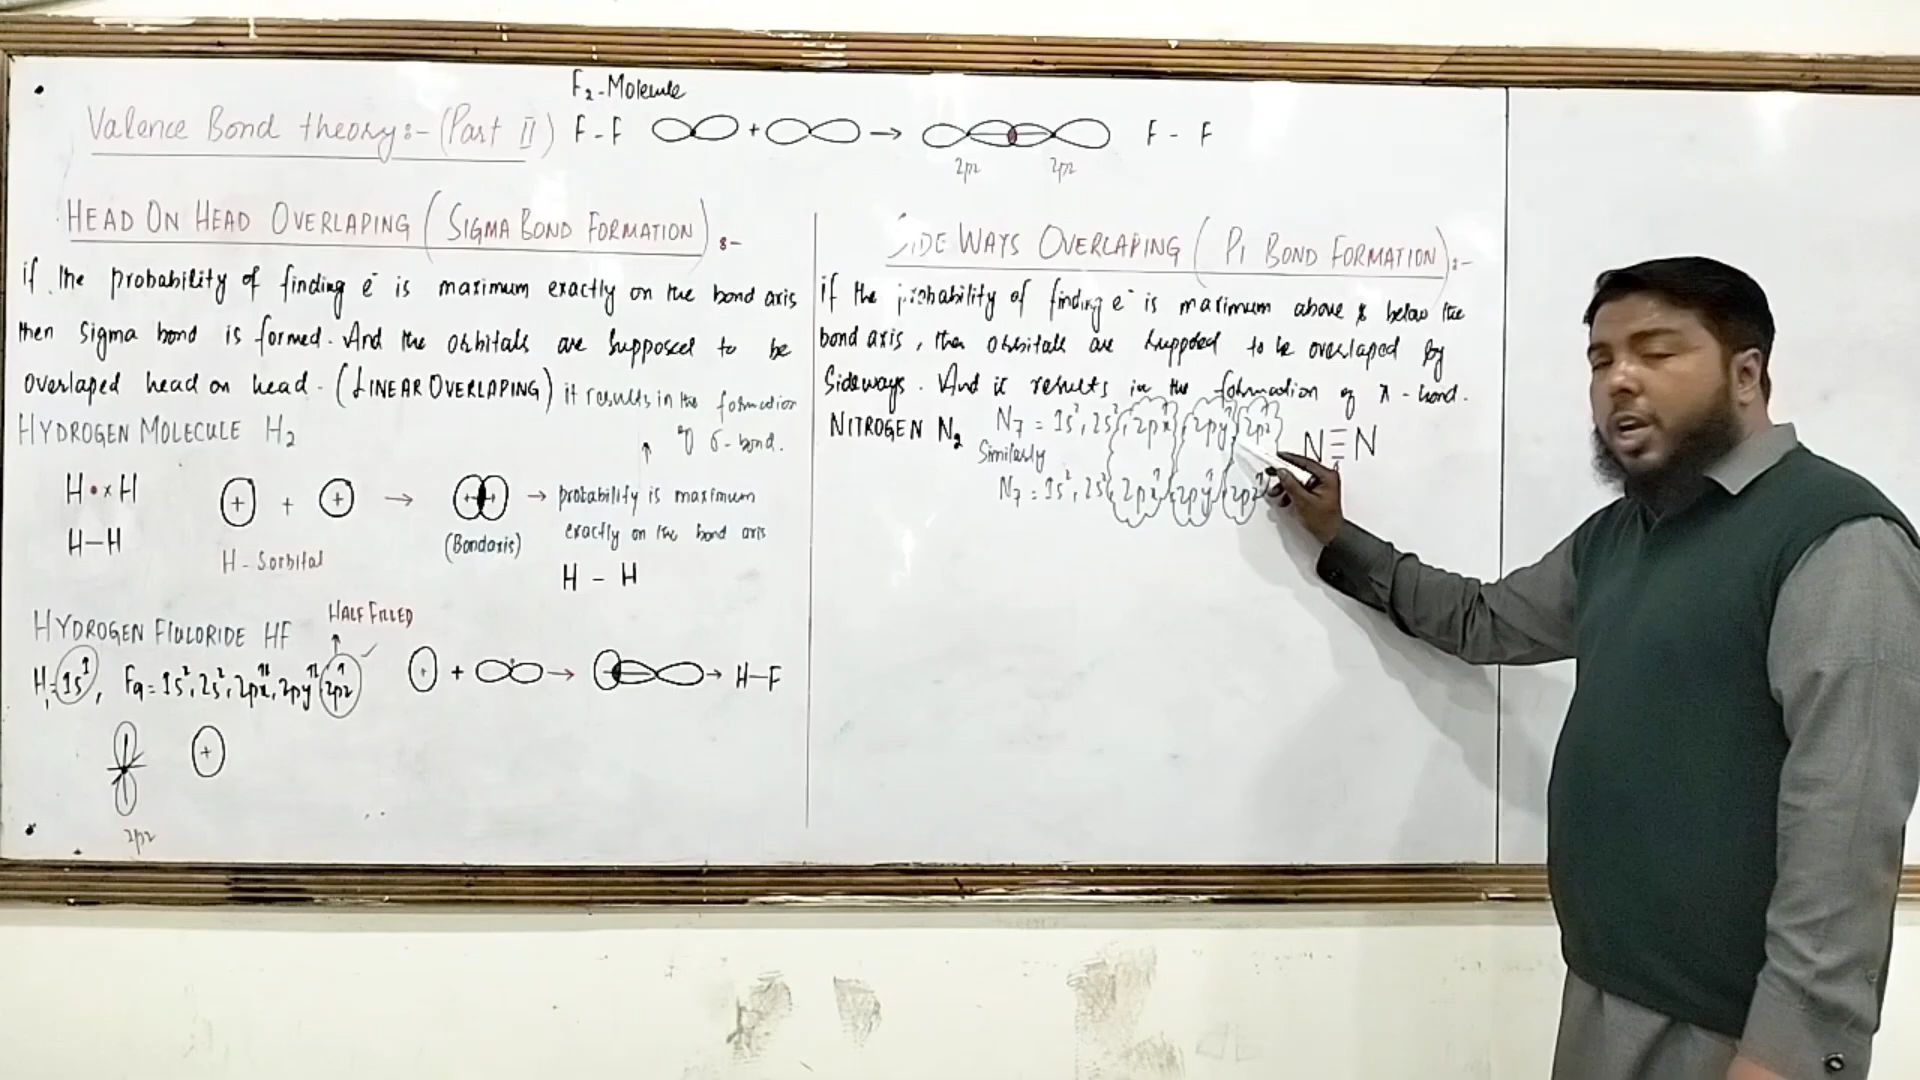 F₂-Molecule
Valence Bond theory:- (Part II) F-F + → F - F
2pz 2pz
HEAD ON HEAD OVERLAPING (SIGMA BOND FORMATION) :-
if the probability of finding e⁻ is maximum exactly on the bond axis
then sigma bond is formed. And the orbitals are supposed to be
overlaped head on head. (LINEAR OVERLAPING) it results in the formation
of σ-bond.
HYDROGEN MOLECULE H₂
H•xH + + + → ++ → probability is maximum
exactly on the bond axis
H-H
H-Sorbital
(Bondaxis)
H - H
HYDROGEN FlULORIDE HF
HALF FILLED
H=1s¹, F9=1s²,2s²,2px²,2py²,2pz¹ + + → → H-F
+
2pz
SIDE WAYS OVERLAPING (PI BOND FORMATION) :-
if the probability of finding e⁻ is maximum above & below the
bond axis, then orbitals are supposed to be overlaped by
Sideways. And it results in the formation of π-bond.
NITROGEN N₂ N7 = 1s²,2s²,2px¹,2py¹,2pz¹ N≡N
Similarly
N7 = 1s²,2s²,2px¹,2py¹,2pz¹